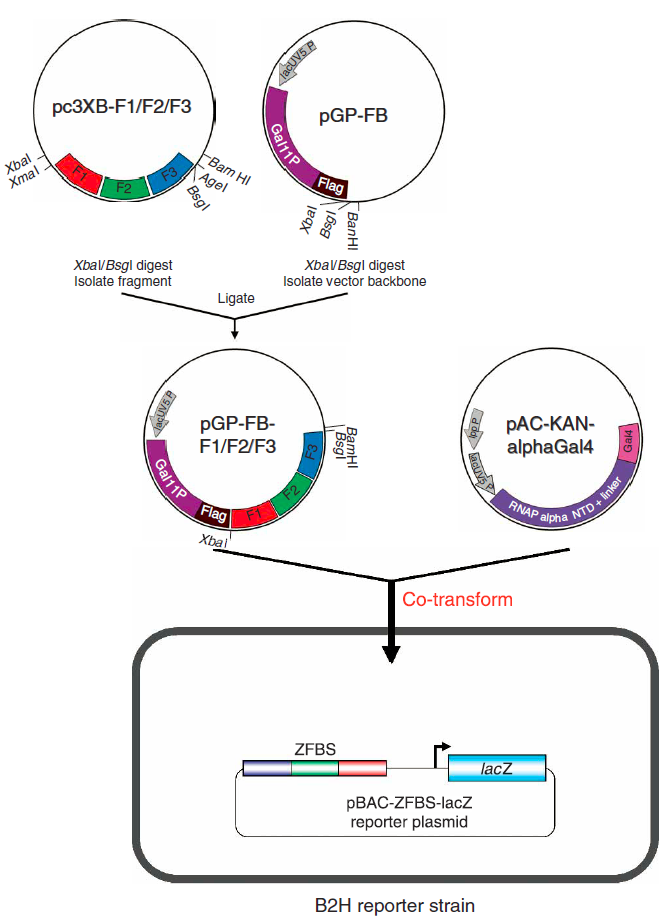 lacUV5 P
pc3XB-F1/F2/F3
pGP-FB
Gal11P
XbaI
XmaI
F1
F2
F3
BamHI
AgeI
BsgI
Flag
XbaI
BsgI
BanHI
XbaI/BsgI digest
Isolate fragment
XbaI/BsgI digest
Isolate vector backbone
Ligate
lacUV5 P
pGP-FB-
F1/F2/F3
BamHI
BsgI
Gal11P
Flag
F1
F2
F3
XbaI
pAC-KAN-
alphaGal4
lpp P
lacUV5 P
Gal4
RNAP alpha NTD + linker
Co-transform
ZFBS
lacZ
pBAC-ZFBS-lacZ
reporter plasmid
B2H reporter strain